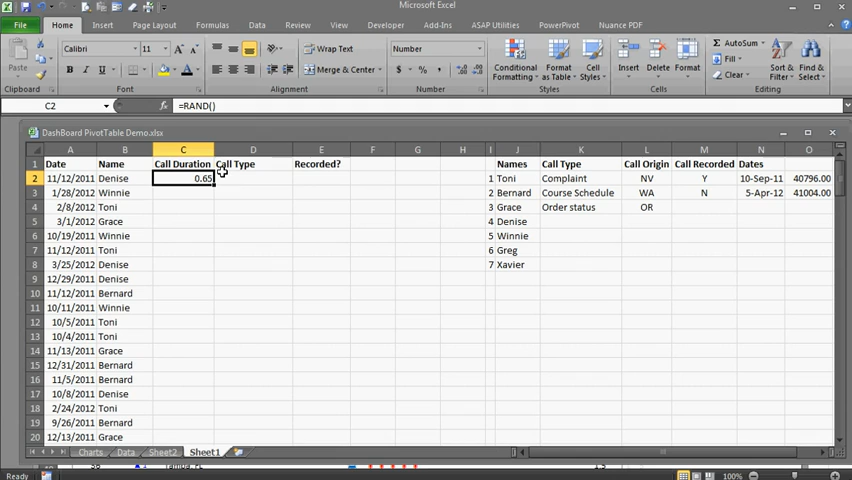 Microsoft Excel
File Home Insert Page Layout Formulas Data Review View Developer Add-Ins ASAP Utilities PowerPivot Nuance PDF
Calibri 11 A A Wrap Text Number AutoSum
Paste Fill
B I U A Merge & Center $ % , Conditional Formatting Format as Table Cell Styles Insert Delete Format Clear
Clipboard Font Alignment Number Styles Cells Editing
C2 fx =RAND()
DashBoard PivotTable Demo.xlsx
A B C D E F G H I J K L M N O
1 Date Name Call Duration Call Type Recorded? Names Call Type Call Origin Call Recorded Dates
2 11/12/2011 Denise 0.65 1 Toni Complaint NV Y 10-Sep-11 40796.00
3 1/28/2012 Winnie 2 Bernard Course Schedule WA N 5-Apr-12 41004.00
4 2/8/2012 Toni 3 Grace Order status OR
5 3/1/2012 Grace 4 Denise
6 10/19/2011 Winnie 5 Winnie
7 11/12/2011 Toni 6 Greg
8 3/25/2012 Denise 7 Xavier
9 12/29/2011 Denise
10 11/12/2011 Bernard
11 10/11/2011 Winnie
12 10/5/2011 Toni
13 10/4/2011 Toni
14 11/13/2011 Grace
15 12/31/2011 Bernard
16 11/5/2011 Bernard
17 10/8/2011 Denise
18 2/24/2012 Toni
19 9/26/2011 Bernard
20 12/13/2011 Grace
Charts Data Sheet2 Sheet1
Ready 100%